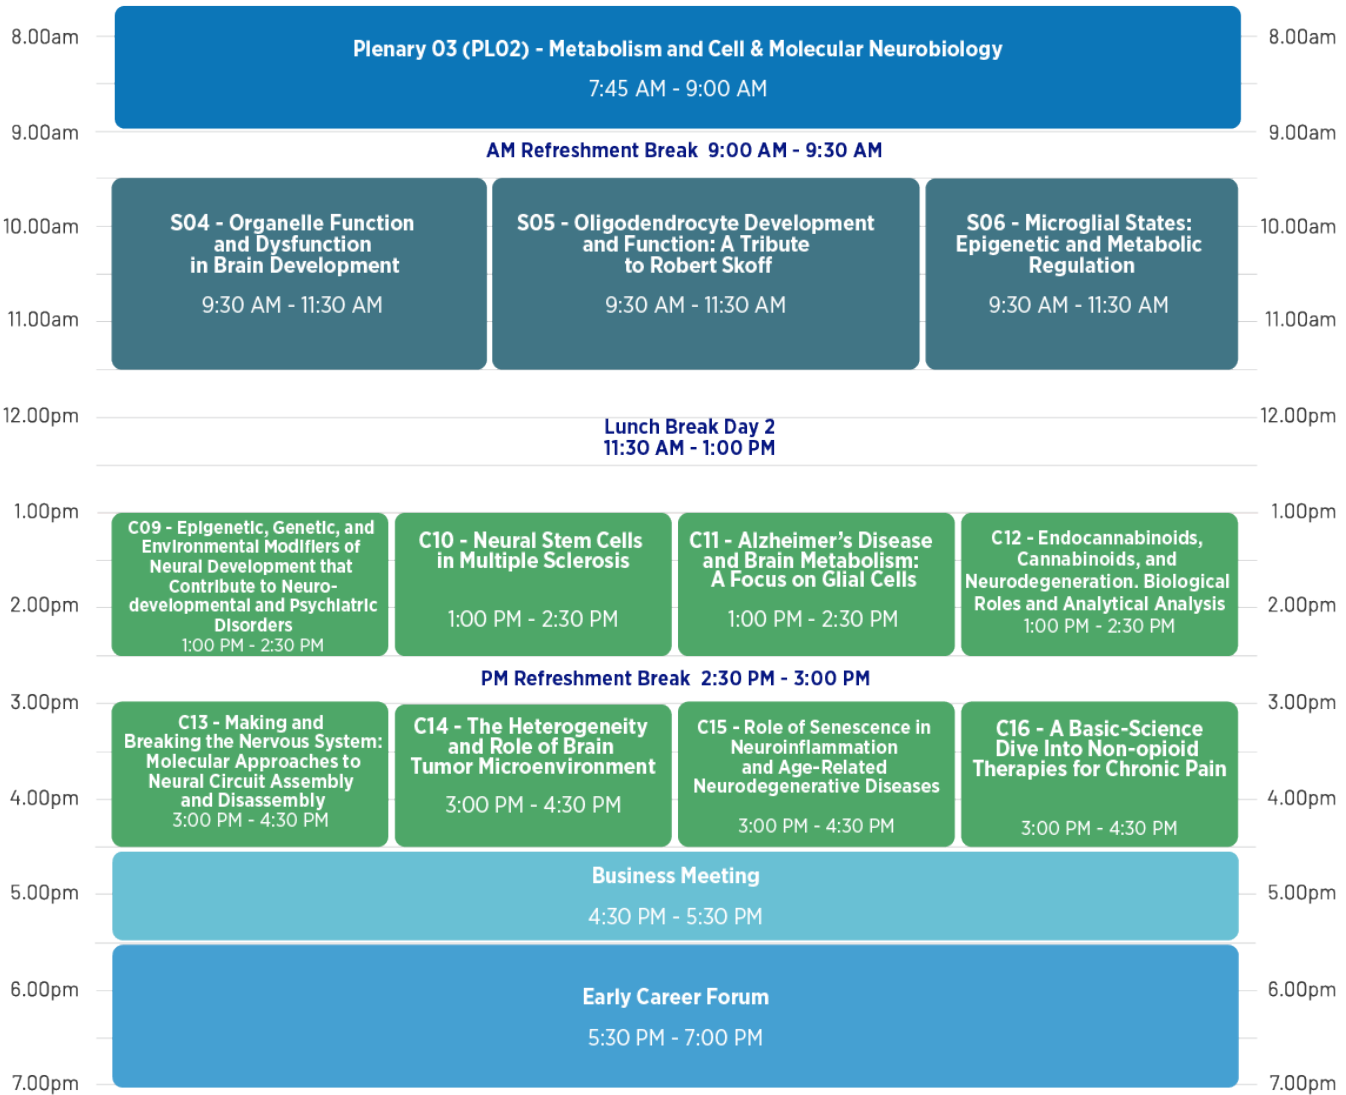 8.00am
Plenary 03 (PL02) - Metabolism and Cell & Molecular Neurobiology
7:45 AM - 9:00 AM
8.00am
9.00am
9.00am
AM Refreshment Break 9:00 AM - 9:30 AM
10.00am
S04 - Organelle Function
and Dysfunction
in Brain Development
9:30 AM - 11:30 AM
S05 - Oligodendrocyte Development
and Function: A Tribute
to Robert Skoff
9:30 AM - 11:30 AM
S06 - Microglial States:
Epigenetic and Metabolic
Regulation
9:30 AM - 11:30 AM
10.00am
11.00am
11.00am
12.00pm
12.00pm
Lunch Break Day 2
11:30 AM - 1:00 PM
1.00pm
1.00pm
C09 - Epigenetic, Genetic, and
Environmental Modifiers of
Neural Development that
Contribute to Neuro-
developmental and Psychiatric
Disorders
1:00 PM - 2:30 PM
C10 - Neural Stem Cells
in Multiple Sclerosis
1:00 PM - 2:30 PM
C11 - Alzheimer's Disease
and Brain Metabolism:
A Focus on Glial Cells
1:00 PM - 2:30 PM
C12 - Endocannabinoids,
Cannabinoids, and
Neurodegeneration. Biological
Roles and Analytical Analysis
1:00 PM - 2:30 PM
2.00pm
2.00pm
PM Refreshment Break 2:30 PM - 3:00 PM
3.00pm
3.00pm
C13 - Making and
Breaking the Nervous System:
Molecular Approaches to
Neural Circuit Assembly
and Disassembly
3:00 PM - 4:30 PM
C14 - The Heterogeneity
and Role of Brain
Tumor Microenvironment
3:00 PM - 4:30 PM
C15 - Role of Senescence in
Neuroinflammation
and Age-Related
Neurodegenerative Diseases
3:00 PM - 4:30 PM
C16 - A Basic-Science
Dive Into Non-opioid
Therapies for Chronic Pain
3:00 PM - 4:30 PM
4.00pm
4.00pm
Business Meeting
4:30 PM - 5:30 PM
5.00pm
5.00pm
Early Career Forum
5:30 PM - 7:00 PM
6.00pm
6.00pm
7.00pm
7.00pm